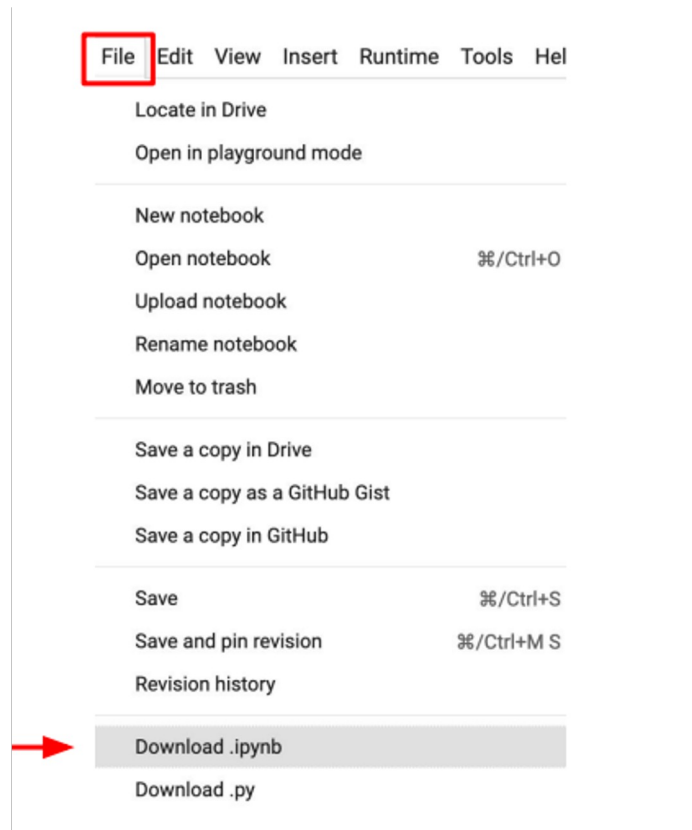 File Edit View Insert Runtime Tools Hel
Locate in Drive
Open in playground mode
New notebook
Open notebook ⌘/Ctrl+O
Upload notebook
Rename notebook
Move to trash
Save a copy in Drive
Save a copy as a GitHub Gist
Save a copy in GitHub
Save ⌘/Ctrl+S
Save and pin revision ⌘/Ctrl+M S
Revision history
Download .ipynb
Download .py